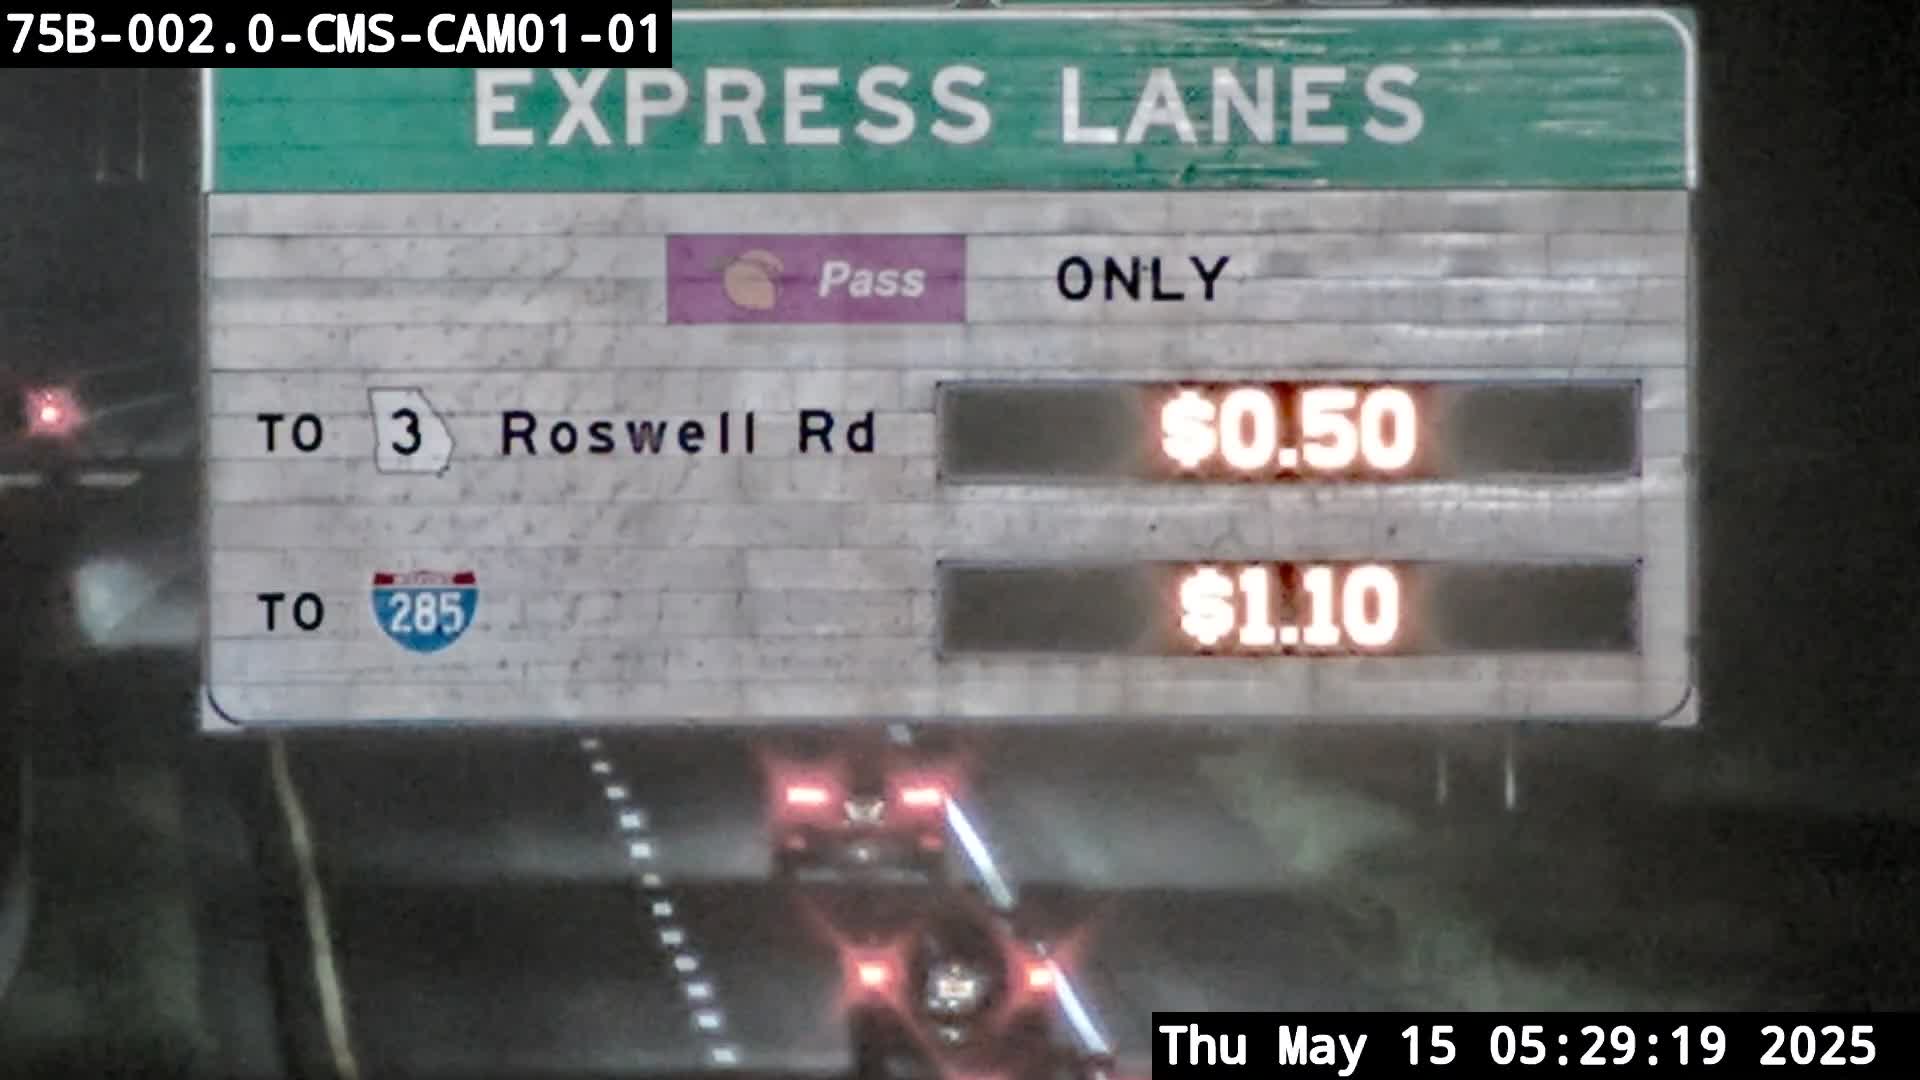 75B-002.0-CMS-CAM01-01
EXPRESS LANES
Pass ONLY
TO 3 Roswell Rd $0.50
TO 285 $1.10
Thu May 15 05:29:19 2025